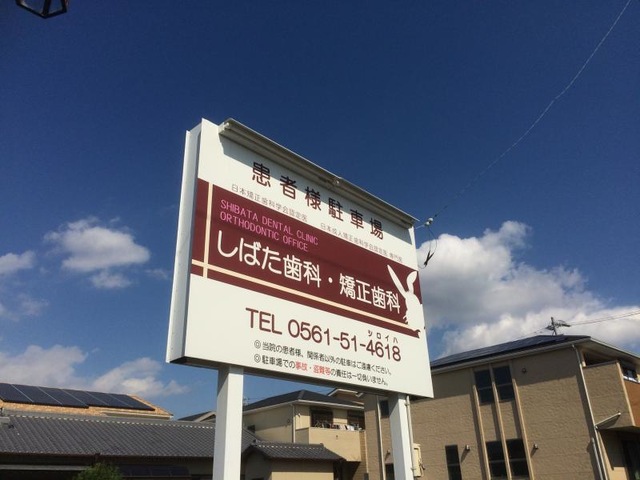 患者様駐車場
日本矯正歯科学会認定医 日本成人矯正歯科学会認定医 専門医
SHIBATA DENTAL CLINIC
ORTHODONTIC OFFICE
しばた歯科・矯正歯科
シロイハ
TEL 0561-51-4618
◎当院の患者様、関係者以外の駐車はご遠慮ください。
◎駐車場での事故・盗難等の責任は一切負いません。